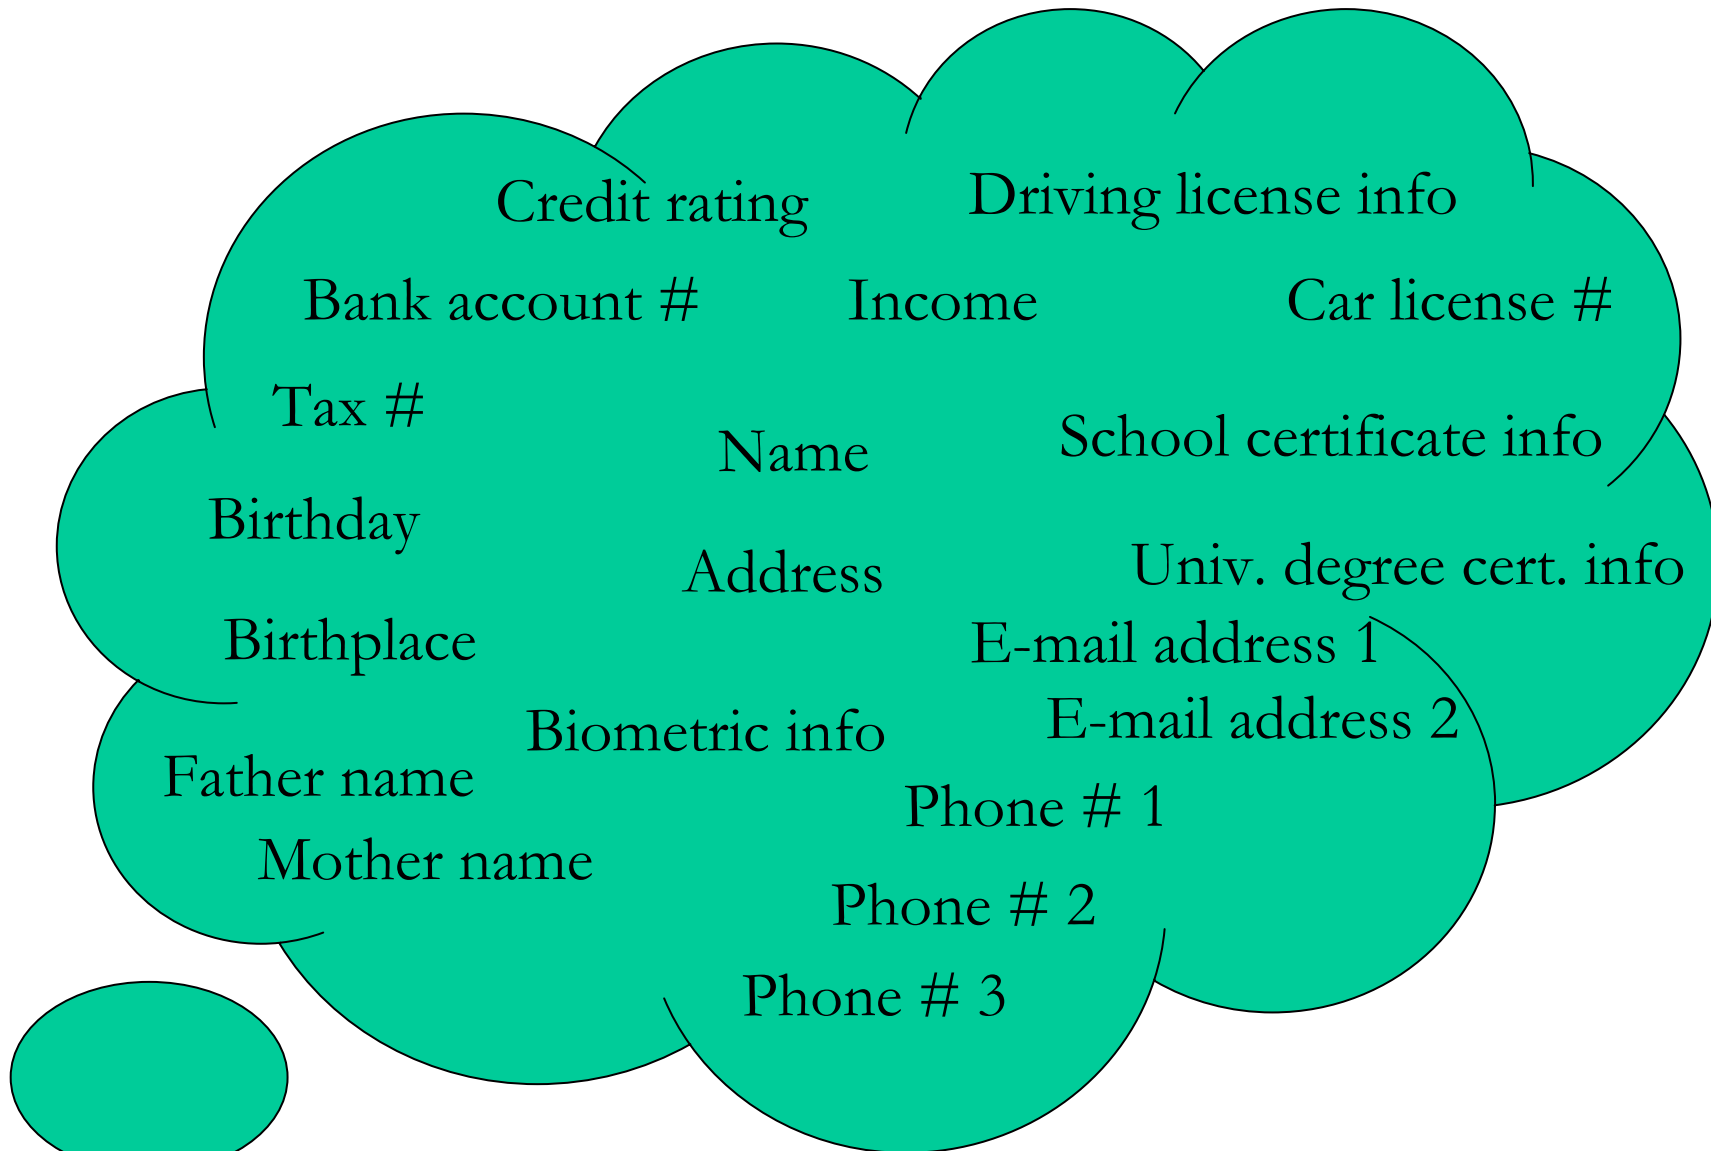 Credit rating
Driving license info
Bank account #
Income
Car license #
Tax #
Name
School certificate info
Birthday
Address
Univ. degree cert. info
Birthplace
E-mail address 1
Biometric info
E-mail address 2
Father name
Phone # 1
Mother name
Phone # 2
Phone # 3